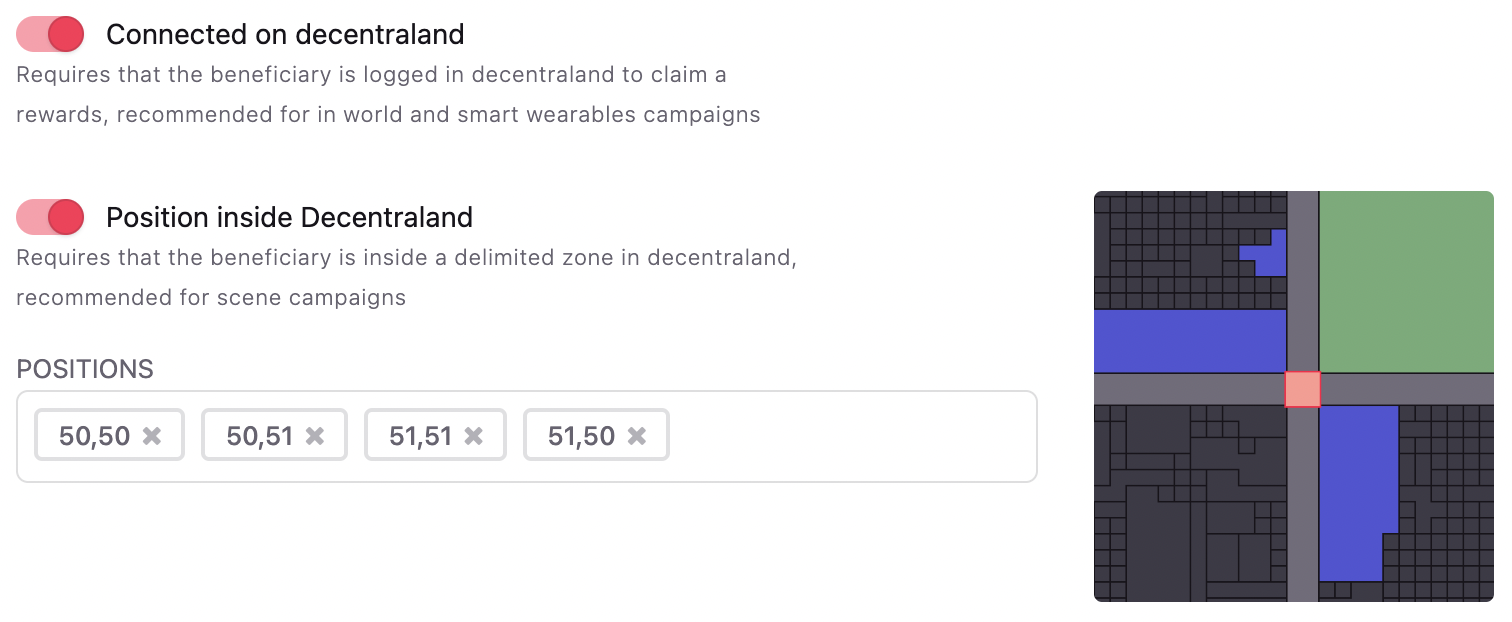 Connected on decentraland
Requires that the beneficiary is logged in decentraland to claim a
rewards, recommended for in world and smart wearables campaigns
Position inside Decentraland
Requires that the beneficiary is inside a delimited zone in decentraland,
recommended for scene campaigns
POSITIONS
50,50 ✖ 50,51 ✖ 51,51 ✖ 51,50 ✖